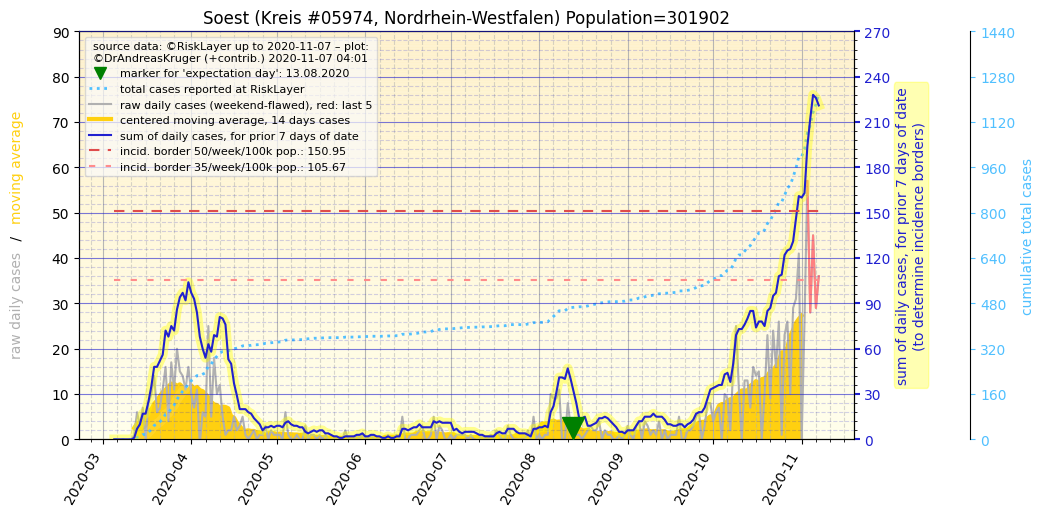 Soest (Kreis #05974, Nordrhein-Westfalen) Population=301902
source data: ©RiskLayer up to 2020-11-07 – plot:
©DrAndreasKruger (+contrib.) 2020-11-07 04:01
marker for 'expectation day': 13.08.2020
total cases reported at RiskLayer
raw daily cases (weekend-flawed), red: last 5
centered moving average, 14 days cases
sum of daily cases, for prior 7 days of date
incid. border 50/week/100k pop.: 150.95
incid. border 35/week/100k pop.: 105.67
raw daily cases / moving average
90
80
70
60
50
40
30
20
10
0
270
240
210
180
150
120
90
60
30
0
sum of daily cases, for prior 7 days of date
(to determine incidence borders)
1440
1280
1120
960
800
640
480
320
160
0
cumulative total cases
2020-03
2020-04
2020-05
2020-06
2020-07
2020-08
2020-09
2020-10
2020-11